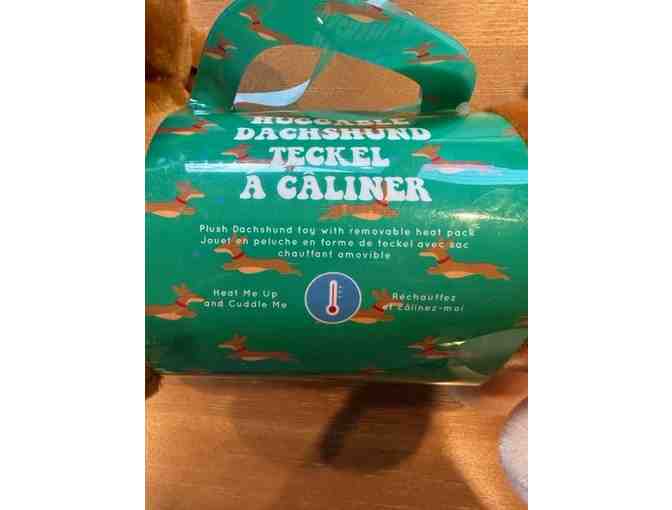 HUGGABLE
DACHSHUND
TECKEL
À CÂLINER
Plush Dachshund toy with removable heat pack
Jouet en peluche en forme de teckel avec sac
chauffant amovible
Heat Me Up
and Cuddle Me
Réchauffez
et câlinez-moi